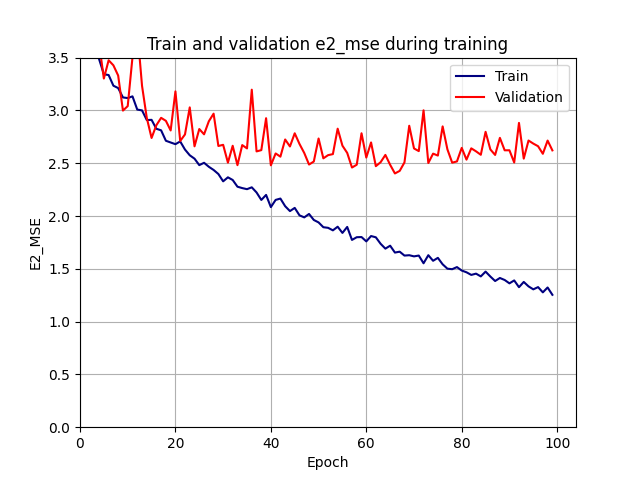 Train and validation e2_mse during training
Train
Validation
E2_MSE
3.5
3.0
2.5
2.0
1.5
1.0
0.5
0.0
0
20
40
60
80
100
Epoch